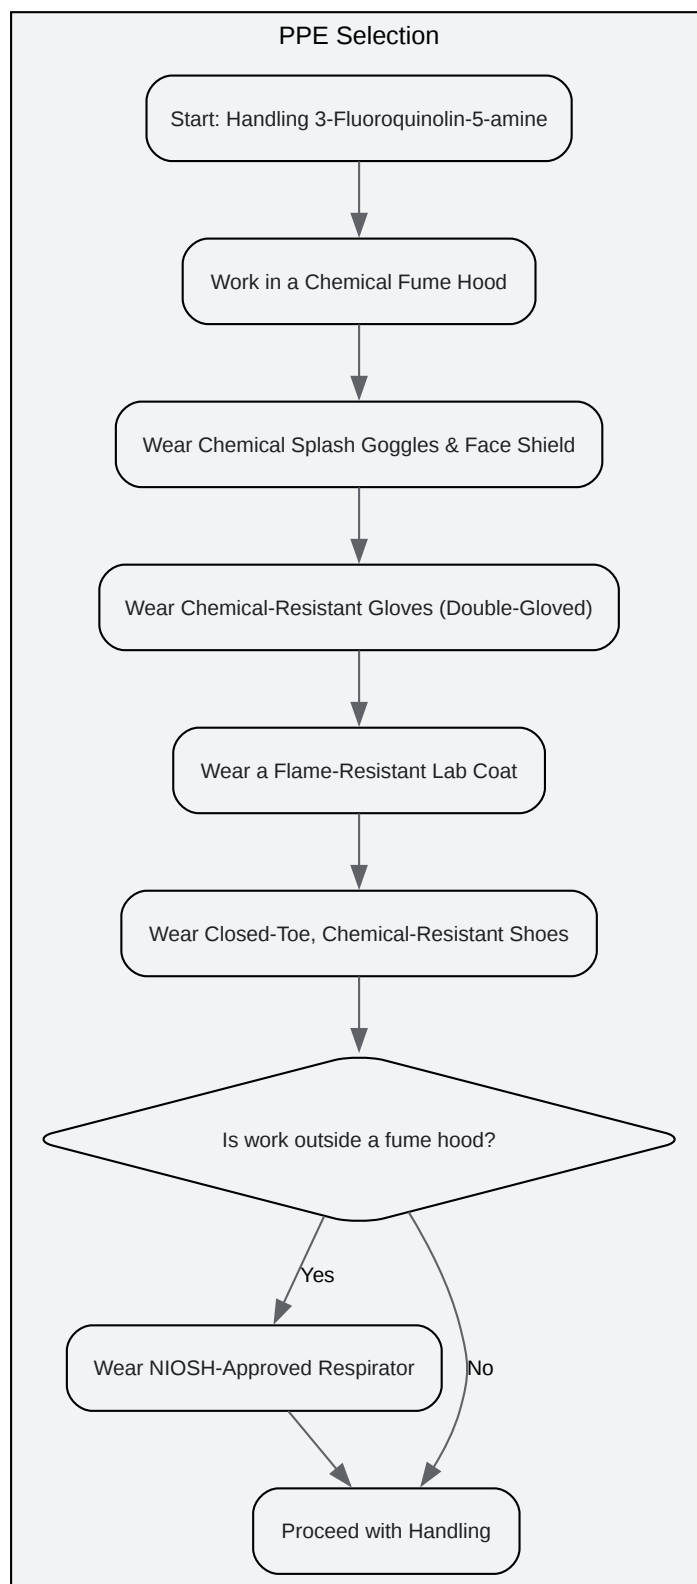 PPE Selection
Start: Handling 3-Fluoroquinolin-5-amine
Work in a Chemical Fume Hood
Wear Chemical Splash Goggles & Face Shield
Wear Chemical-Resistant Gloves (Double-Gloved)
Wear a Flame-Resistant Lab Coat
Wear Closed-Toe, Chemical-Resistant Shoes
Is work outside a fume hood?
Yes
Wear NIOSH-Approved Respirator
No
Proceed with Handling